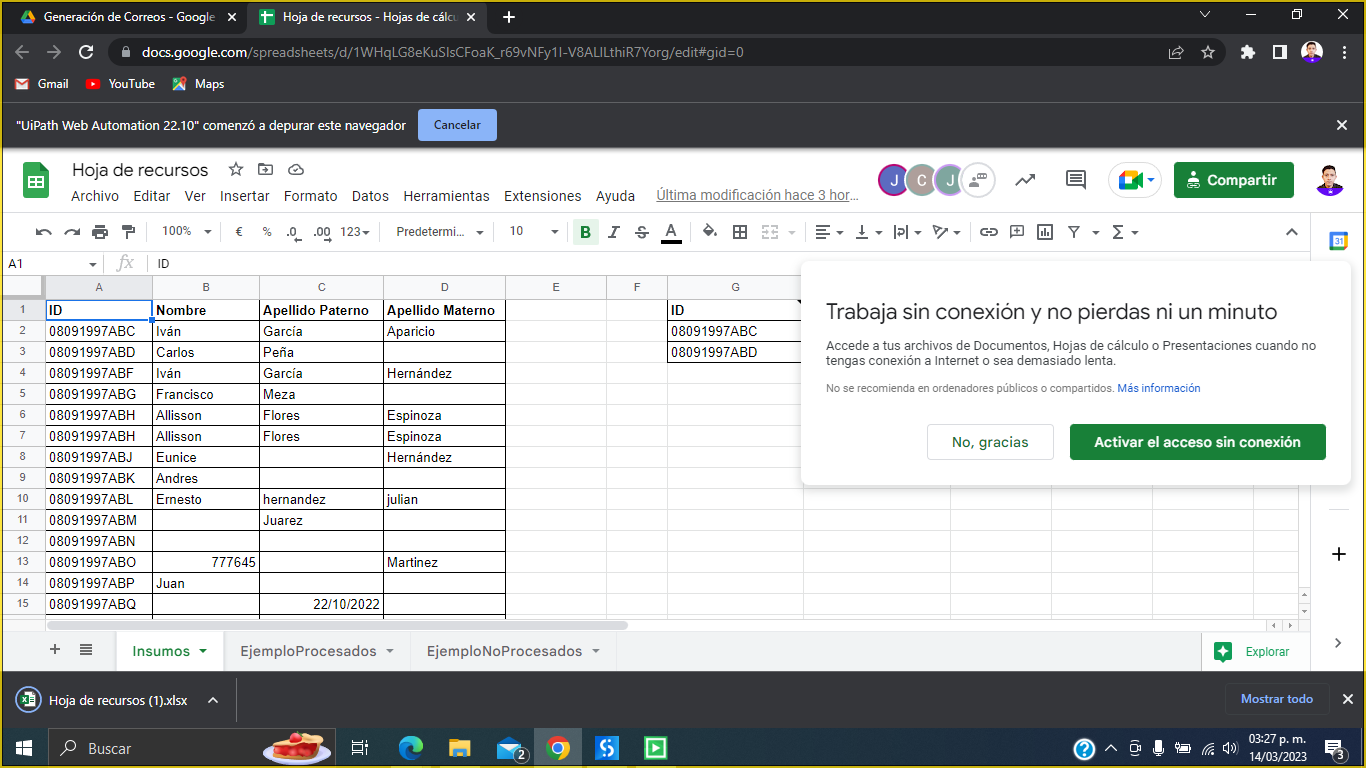 Generación de Correos - Google
Hoja de recursos - Hojas de cálcu
docs.google.com/spreadsheets/d/1WHqLG8eKuSlsCFoaK_r69vNFy1I-V8ALILthiR7Yorg/edit#gid=0
Gmail YouTube Maps
"UiPath Web Automation 22.10" comenzó a depurar este navegador Cancelar
Hoja de recursos
J C J
Compartir
Archivo Editar Ver Insertar Formato Datos Herramientas Extensiones Ayuda Última modificación hace 3 hor...
100% € % .0 .00 123 Predetermi... 10 B I S A
31
A1 fx ID
A B C D E F G
1 ID Nombre Apellido Paterno Apellido Materno ID
2 08091997ABC Iván García Aparicio 08091997ABC
3 08091997ABD Carlos Peña 08091997ABD
4 08091997ABF Iván García Hernández
5 08091997ABG Francisco Meza
6 08091997ABH Allisson Flores Espinoza
7 08091997ABH Allisson Flores Espinoza
8 08091997ABJ Eunice Hernández
9 08091997ABK Andres
10 08091997ABL Ernesto hernandez julian
11 08091997ABM Juarez
12 08091997ABN
13 08091997ABO 777645 Martinez
14 08091997ABP Juan
15 08091997ABQ 22/10/2022
Trabaja sin conexión y no pierdas ni un minuto
Accede a tus archivos de Documentos, Hojas de cálculo o Presentaciones cuando no
tengas conexión a Internet o sea demasiado lenta.
No se recomienda en ordenadores públicos o compartidos. Más información
No, gracias Activar el acceso sin conexión
Insumos EjemploProcesados EjemploNoProcesados Explorar
Hoja de recursos (1).xlsx Mostrar todo
Buscar 2 03:27 p. m.
14/03/2023 3